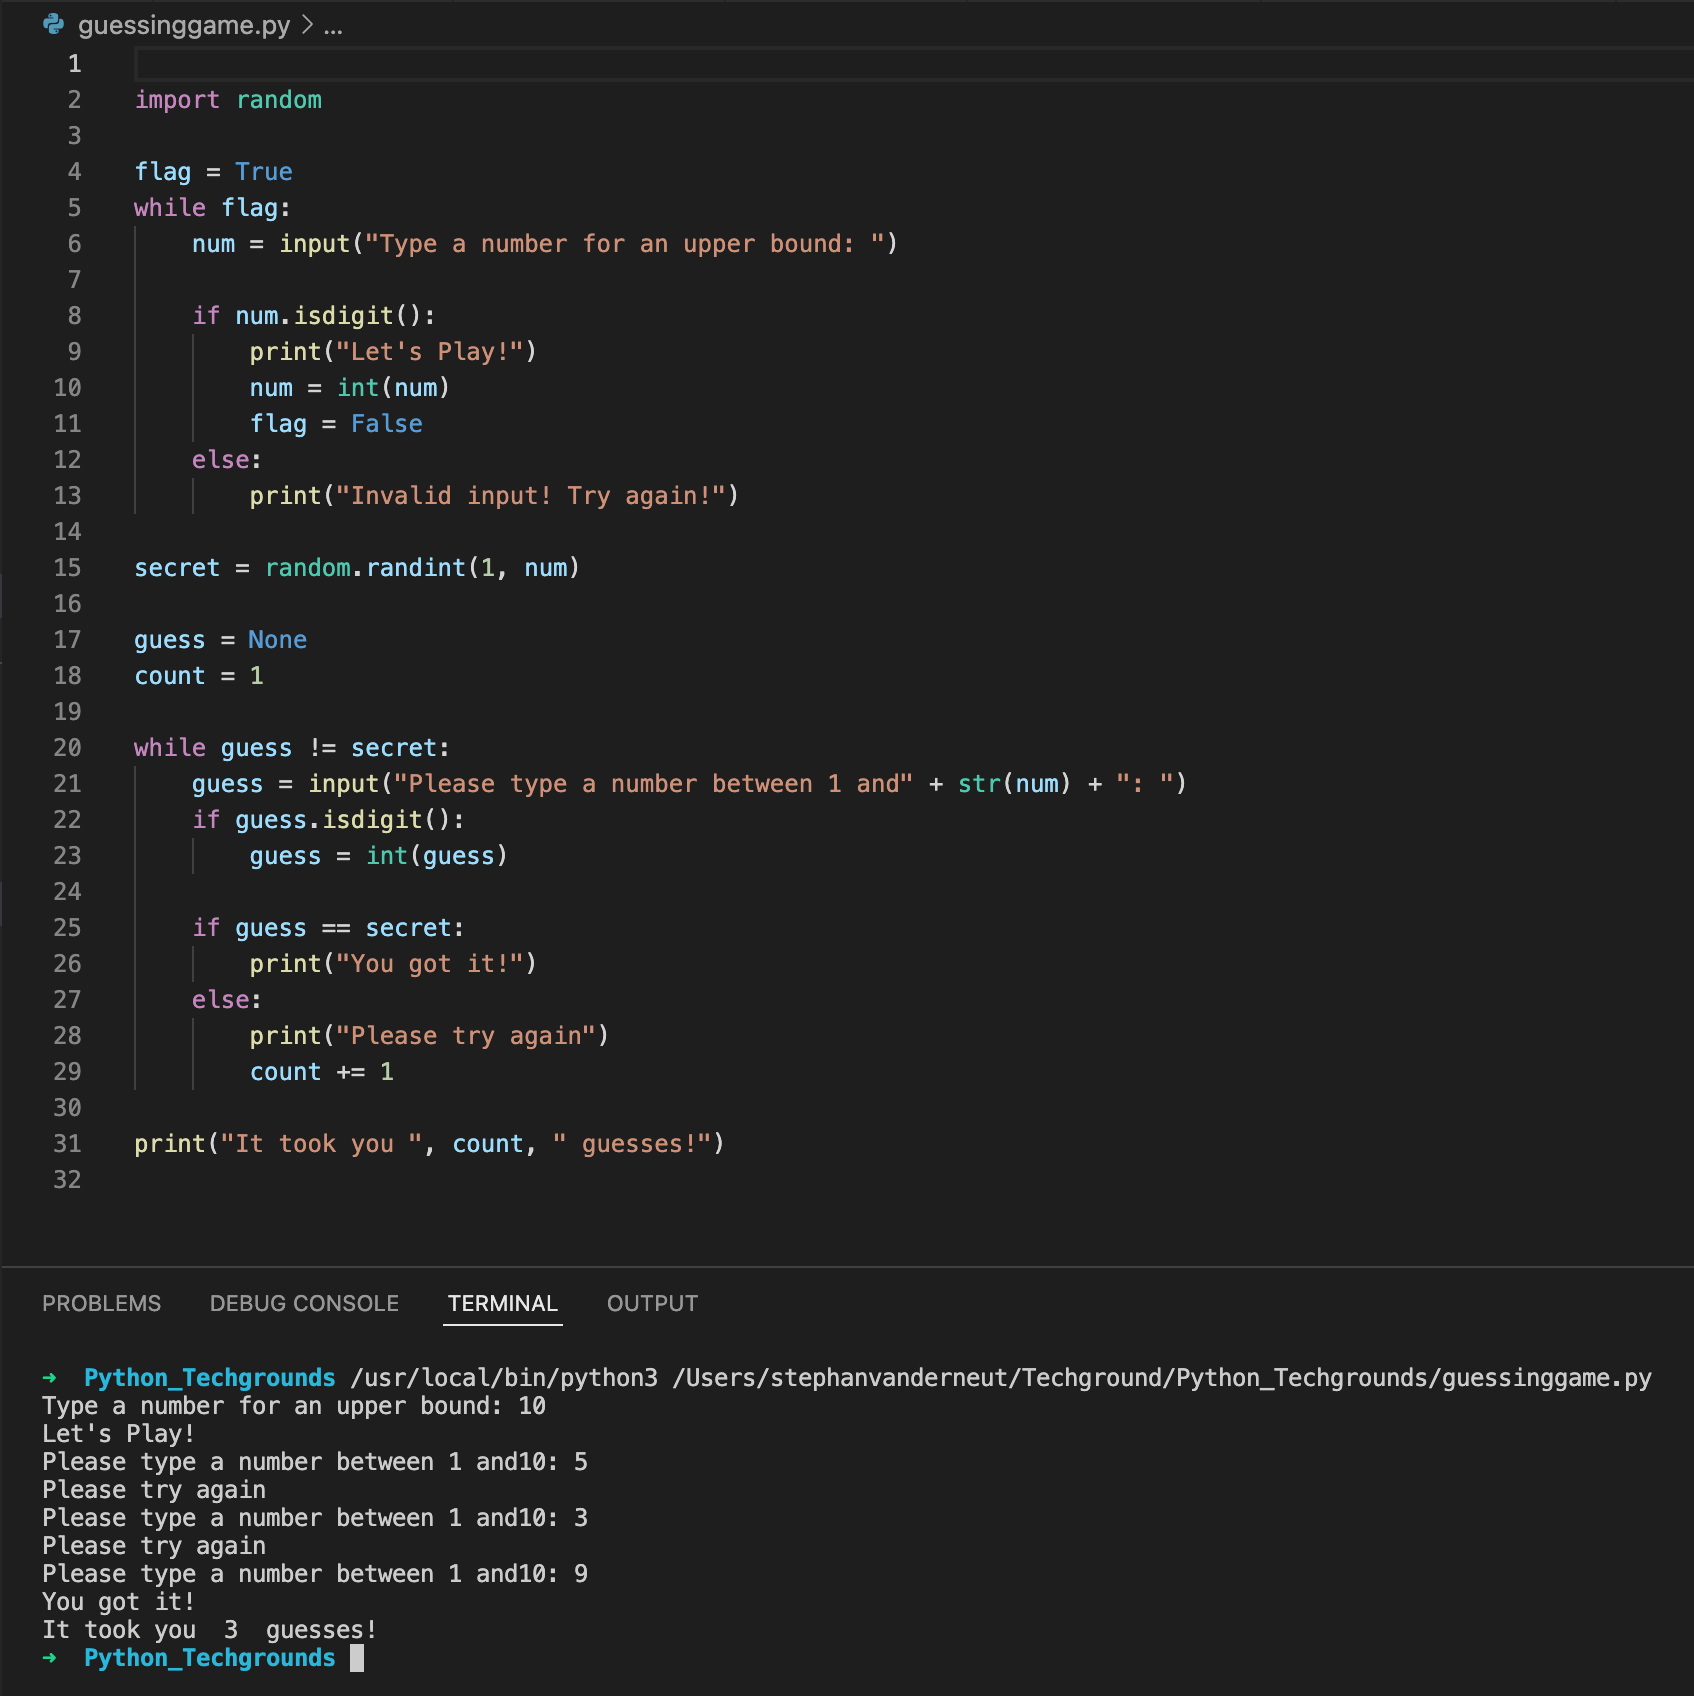 guessinggame.py > ...
1
2 import random
3
4 flag = True
5 while flag:
6     num = input("Type a number for an upper bound: ")
7
8     if num.isdigit():
9         print("Let's Play!")
10         num = int(num)
11         flag = False
12     else:
13         print("Invalid input! Try again!")
14
15 secret = random.randint(1, num)
16
17 guess = None
18 count = 1
19
20 while guess != secret:
21     guess = input("Please type a number between 1 and" + str(num) + ": ")
22     if guess.isdigit():
23         guess = int(guess)
24
25     if guess == secret:
26         print("You got it!")
27     else:
28         print("Please try again")
29         count += 1
30
31 print("It took you ", count, " guesses!")
32
PROBLEMS DEBUG CONSOLE TERMINAL OUTPUT
➜  Python_Techgrounds /usr/local/bin/python3 /Users/stephanvanderneut/Techground/Python_Techgrounds/guessinggame.py
Type a number for an upper bound: 10
Let's Play!
Please type a number between 1 and10: 5
Please try again
Please type a number between 1 and10: 3
Please try again
Please type a number between 1 and10: 9
You got it!
It took you  3  guesses!
➜  Python_Techgrounds